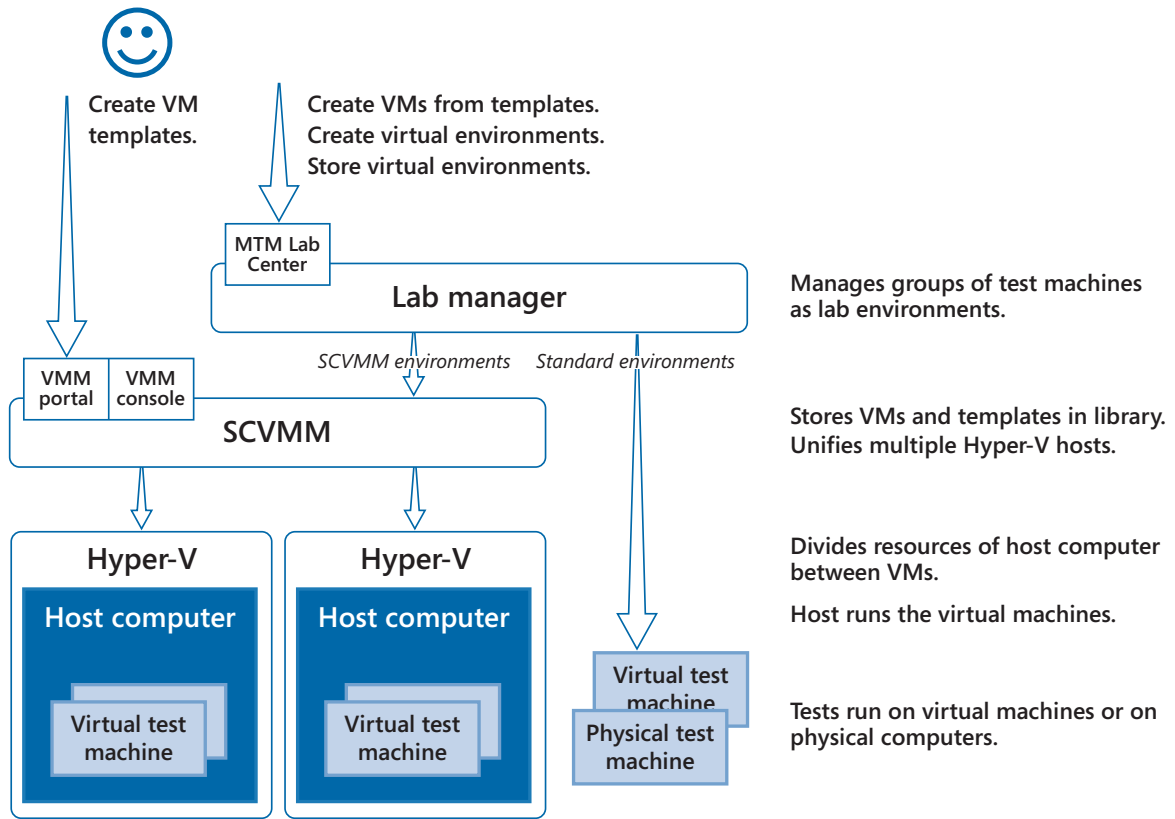 Create VM
templates.
Create VMs from templates.
Create virtual environments.
Store virtual environments.
MTM Lab
Center
Lab manager
Manages groups of test machines
as lab environments.
SCVMM environments
Standard environments
VMM
portal
VMM
console
SCVMM
Stores VMs and templates in library.
Unifies multiple Hyper-V hosts.
Hyper-V
Host computer
Virtual test
machine
Hyper-V
Host computer
Virtual test
machine
Virtual test
machine
Physical test
machine
Divides resources of host computer
between VMs.
Host runs the virtual machines.
Tests run on virtual machines or on
physical computers.